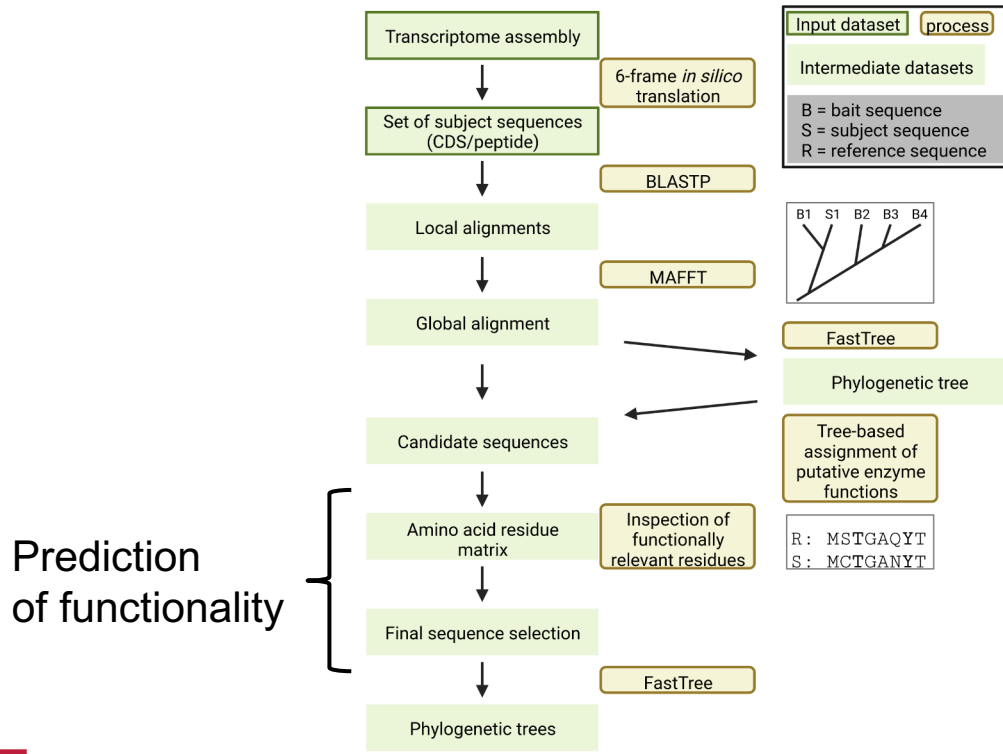 Transcriptome assembly
6-frame in silico
translation
Set of subject sequences
(CDS/peptide)
BLASTP
Local alignments
MAFFT
Global alignment
Candidate sequences
Amino acid residue
matrix
Inspection of
functionally
relevant residues
Final sequence selection
FastTree
Phylogenetic trees
Prediction
of functionality
Input dataset
process
Intermediate datasets
B = bait sequence
S = subject sequence
R = reference sequence
B1 S1 B2 B3 B4
FastTree
Phylogenetic tree
Tree-based
assignment of
putative enzyme
functions
R: MSTGAQYT
S: MCTGANYT